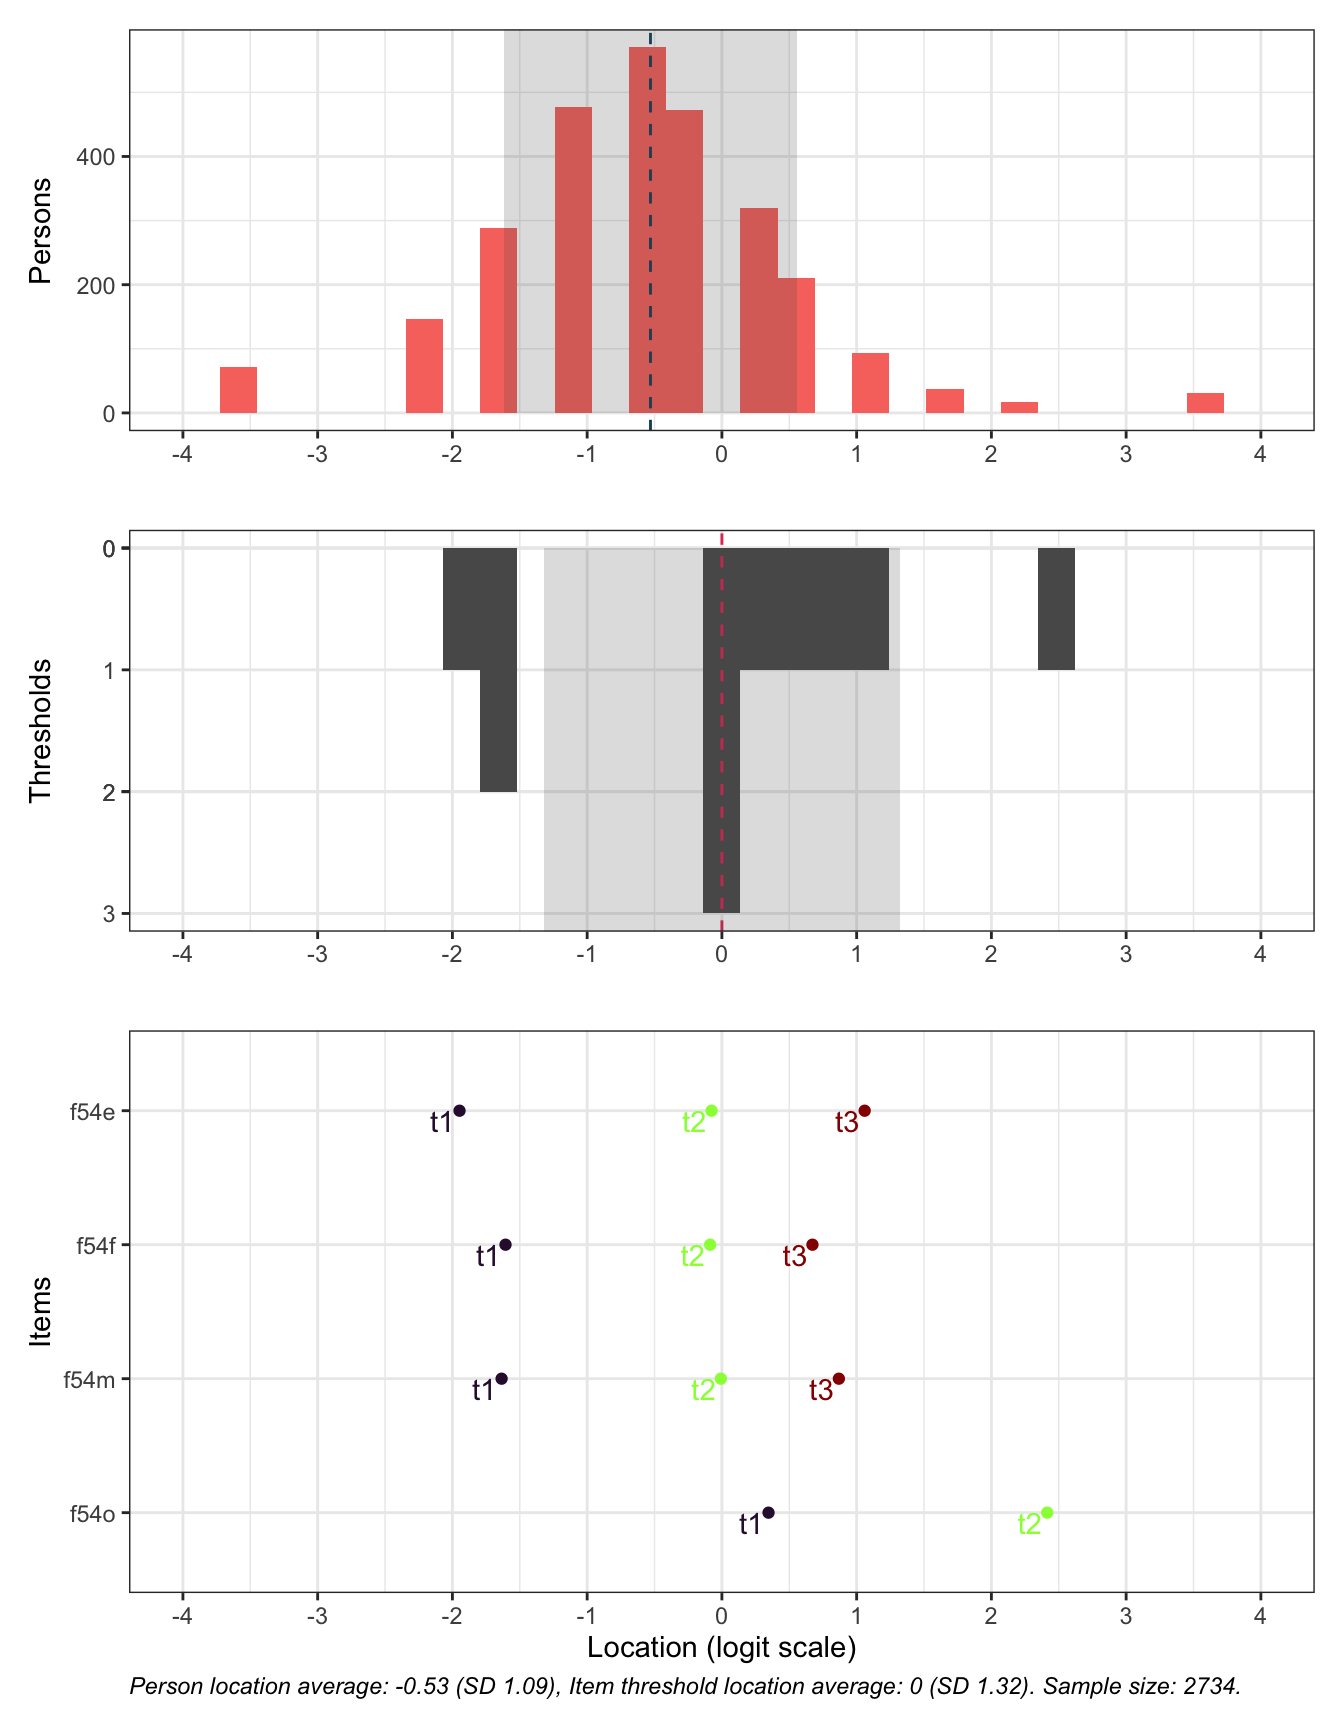 Persons
400
200
0
-4 -3 -2 -1 0 1 2 3 4
Thresholds
0
1
2
3
-4 -3 -2 -1 0 1 2 3 4
Items
f54e t1 t2 t3
f54f t1 t2 t3
f54m t1 t2 t3
f54o t1 t2
-4 -3 -2 -1 0 1 2 3 4
Location (logit scale)
Person location average: -0.53 (SD 1.09), Item threshold location average: 0 (SD 1.32). Sample size: 2734.